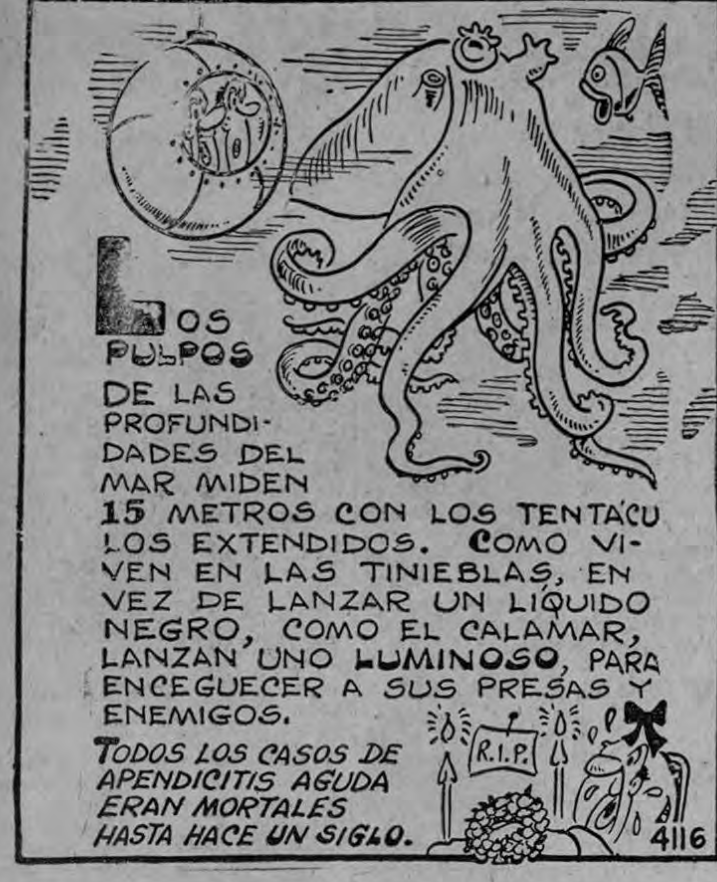 LOS
PULPOS
DE LAS
PROFUNDI-
DADES DEL
MAR MIDEN
15 METROS CON LOS TENTÁCU
LOS EXTENDIDOS. COMO VI-
VEN EN LAS TINIEBLAS, EN
VEZ DE LANZAR UN LÍQUIDO
NEGRO, COMO EL CALAMAR,
LANZAN UNO LUMINOSO, PARA
ENCEGUECER A SUS PRESAS Y
ENEMIGOS.
TODOS LOS CASOS DE
APENDICITIS AGUDA
ERAN MORTALES
HASTA HACE UN SIGLO.
R.I.P.
4116